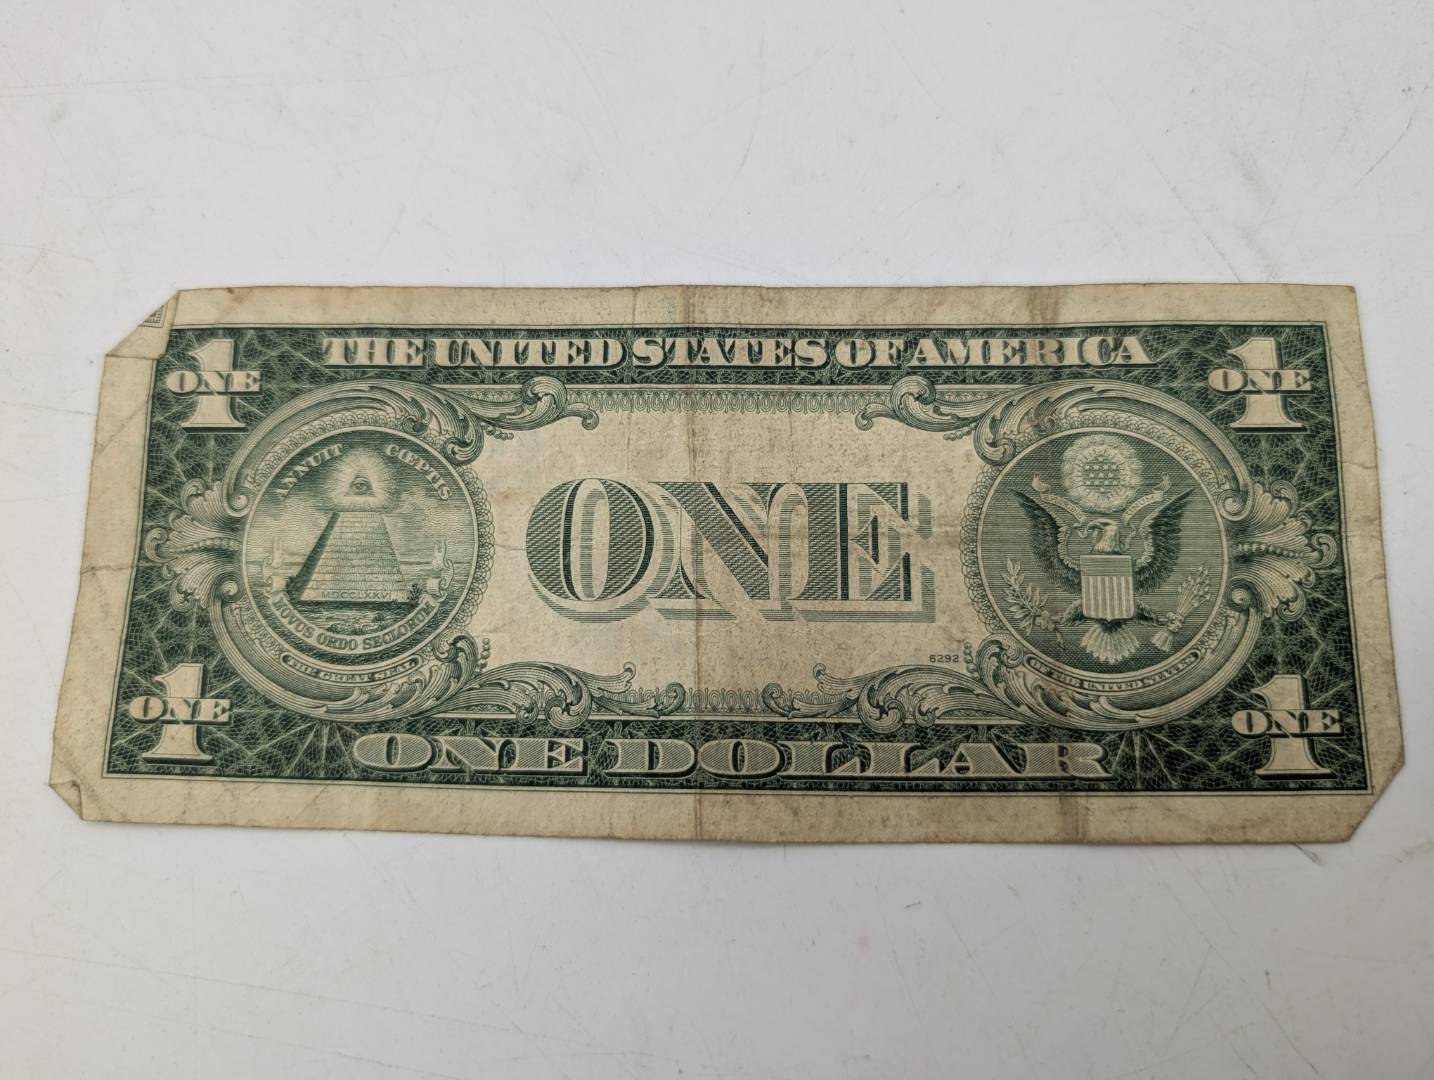 THE UNITED STATES OF AMERICA
1
ONE
1
ONE
ANNUIT CŒPTIS
MDCCLXXVI
NOVUS ORDO SECLORUM
THE GREAT SEAL
ONE
6292
OF THE UNITED STATES
1
ONE
1
ONE
ONE DOLLAR